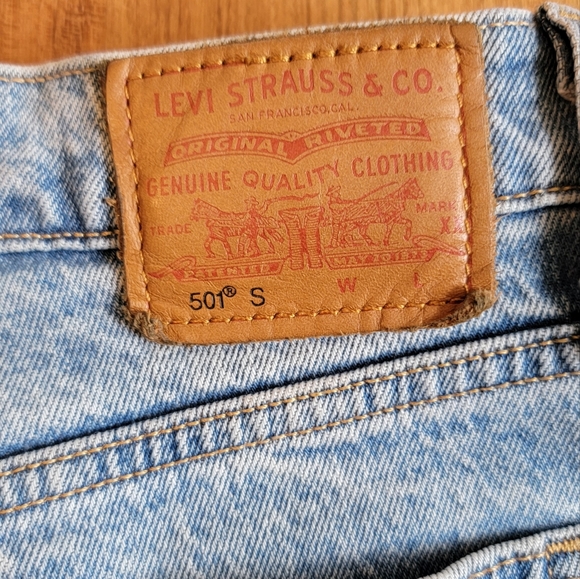 LEVI STRAUSS & CO.
SAN FRANCISCO, CAL.
ORIGINAL RIVETED
GENUINE QUALITY CLOTHING
TRADE MARK
PATENTED MAY 20 1873
501® S W L